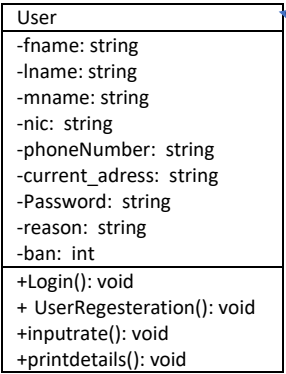 User
-fname: string
-lname: string
-mname: string
-nic: string
-phoneNumber: string
-current_adress: string
-Password: string
-reason: string
-ban: int
+Login(): void
+ UserRegesteration(): void
+inputrate(): void
+printdetails(): void